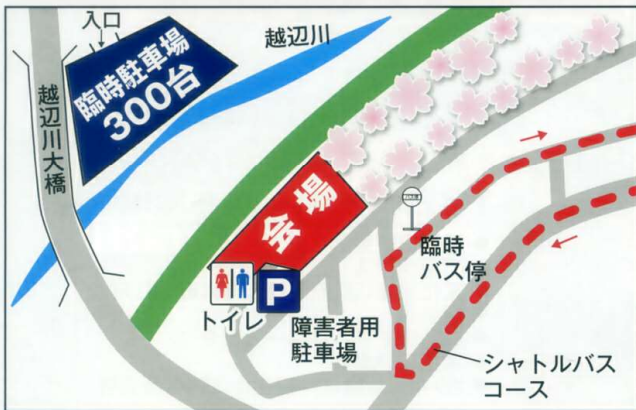 入口
臨時駐車場
300台
越辺川
越辺川大橋
会場
臨時
バス停
P
トイレ
障害者用
駐車場
シャトルバス
コース